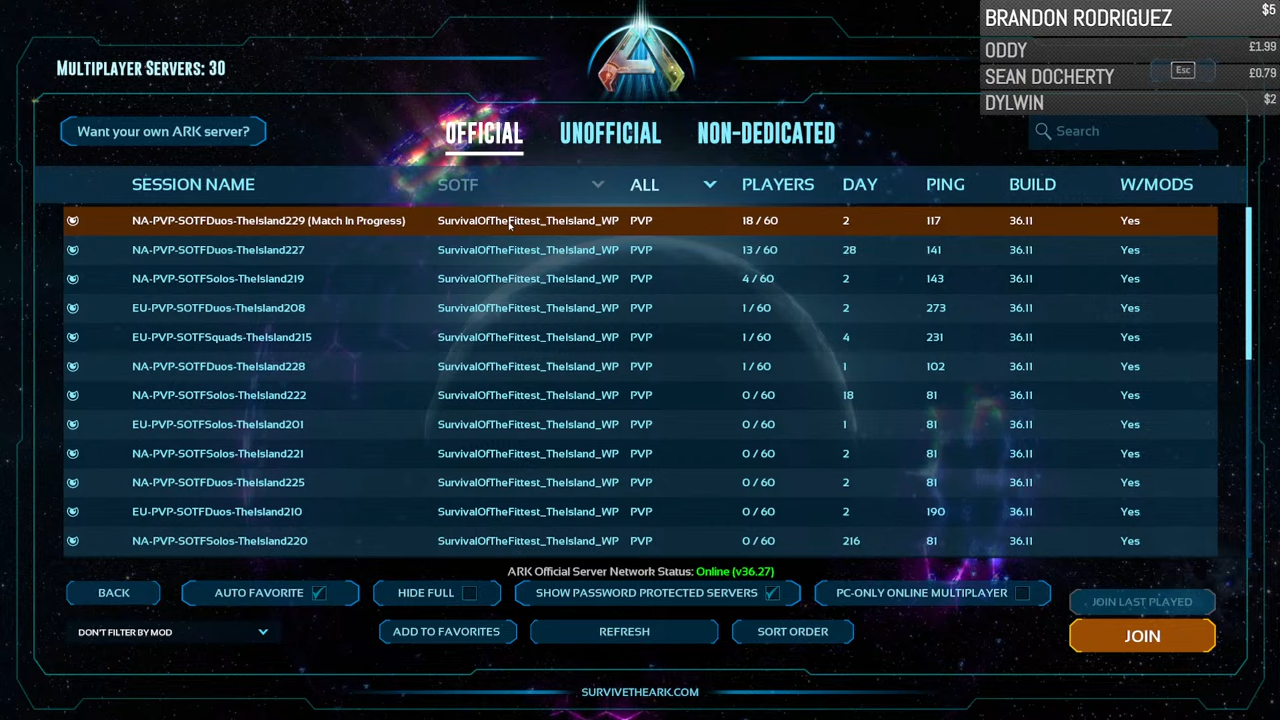 BRANDON RODRIGUEZ $5
ODDY £1.99
SEAN DOCHERTY £0.79
DYLWIN $2
Esc
MULTIPLAYER SERVERS: 30
Want your own ARK server?
OFFICIAL UNOFFICIAL NON-DEDICATED
Search
SESSION NAME SOTF ALL PLAYERS DAY PING BUILD W/MODS
NA-PVP-SOTFDuos-TheIsland229 (Match In Progress) SurvivalOfTheFittest_TheIsland_WP PVP 18 / 60 2 117 36.11 Yes
NA-PVP-SOTFDuos-TheIsland227 SurvivalOfTheFittest_TheIsland_WP PVP 13 / 60 28 141 36.11 Yes
NA-PVP-SOTFSolos-TheIsland219 SurvivalOfTheFittest_TheIsland_WP PVP 4 / 60 2 143 36.11 Yes
EU-PVP-SOTFDuos-TheIsland208 SurvivalOfTheFittest_TheIsland_WP PVP 1 / 60 2 273 36.11 Yes
EU-PVP-SOTFSquads-TheIsland215 SurvivalOfTheFittest_TheIsland_WP PVP 1 / 60 4 231 36.11 Yes
NA-PVP-SOTFDuos-TheIsland228 SurvivalOfTheFittest_TheIsland_WP PVP 1 / 60 1 102 36.11 Yes
NA-PVP-SOTFSolos-TheIsland222 SurvivalOfTheFittest_TheIsland_WP PVP 0 / 60 18 81 36.11 Yes
EU-PVP-SOTFSolos-TheIsland201 SurvivalOfTheFittest_TheIsland_WP PVP 0 / 60 1 81 36.11 Yes
NA-PVP-SOTFSolos-TheIsland221 SurvivalOfTheFittest_TheIsland_WP PVP 0 / 60 2 81 36.11 Yes
NA-PVP-SOTFDuos-TheIsland225 SurvivalOfTheFittest_TheIsland_WP PVP 0 / 60 2 81 36.11 Yes
EU-PVP-SOTFDuos-TheIsland210 SurvivalOfTheFittest_TheIsland_WP PVP 0 / 60 2 190 36.11 Yes
NA-PVP-SOTFSolos-TheIsland220 SurvivalOfTheFittest_TheIsland_WP PVP 0 / 60 216 81 36.11 Yes
ARK Official Server Network Status: Online (v36.27)
BACK AUTO FAVORITE HIDE FULL SHOW PASSWORD PROTECTED SERVERS PC-ONLY ONLINE MULTIPLAYER JOIN LAST PLAYED
DON'T FILTER BY MOD ADD TO FAVORITES REFRESH SORT ORDER JOIN
SURVIVETHEARK.COM